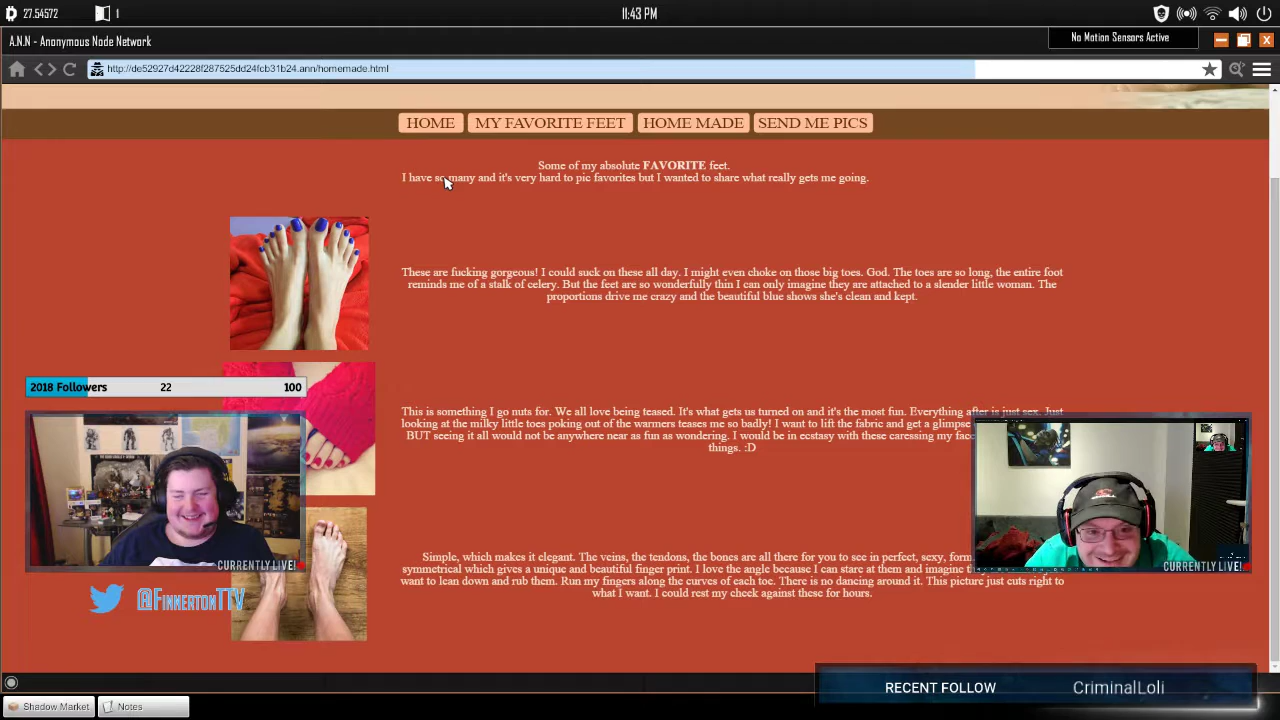 27.54572
1
11:43 PM
A.N.N - Anonymous Node Network
No Motion Sensors Active
http://de52927d42228f287525dd24fcb31b24.ann/homemade.html
HOME
MY FAVORITE FEET
HOME MADE
SEND ME PICS
Some of my absolute FAVORITE feet.
I have so many and it's very hard to pic favorites but I wanted to share what really gets me going.
These are fucking gorgeous! I could suck on these all day. I might even choke on those big toes. God. The toes are so long, the entire foot
reminds me of a stalk of celery. But the feet are so wonderfully thin I can only imagine they are attached to a slender little woman. The
proportions drive me crazy and the beautiful blue shows she's clean and kept.
This is something I go nuts for. We all love being teased. It's what gets us turned on and it's the most fun. Everything after is just sex. Just
looking at the milky little toes poking out of the warmers teases me so badly! I want to lift the fabric and get a glimpse
BUT seeing it all would not be anywhere near as fun as wondering. I would be in ecstasy with these caressing my
things. :D
Simple, which makes it elegant. The veins, the tendons, the bones are all there for you to see in perfect, sexy,
symmetrical which gives a unique and beautiful finger print. I love the angle because I can stare at them and imagine
want to lean down and rub them. Run my fingers along the curves of each toe. There is no dancing around it. This picture just cuts right to
what I want. I could rest my cheek against these for hours.
2018 Followers
22
100
CURRENTLY LIVE!
CURRENTLY LIVE!
@FinnertonTTV
RECENT FOLLOW
CriminalLoli
Shadow Market
Notes